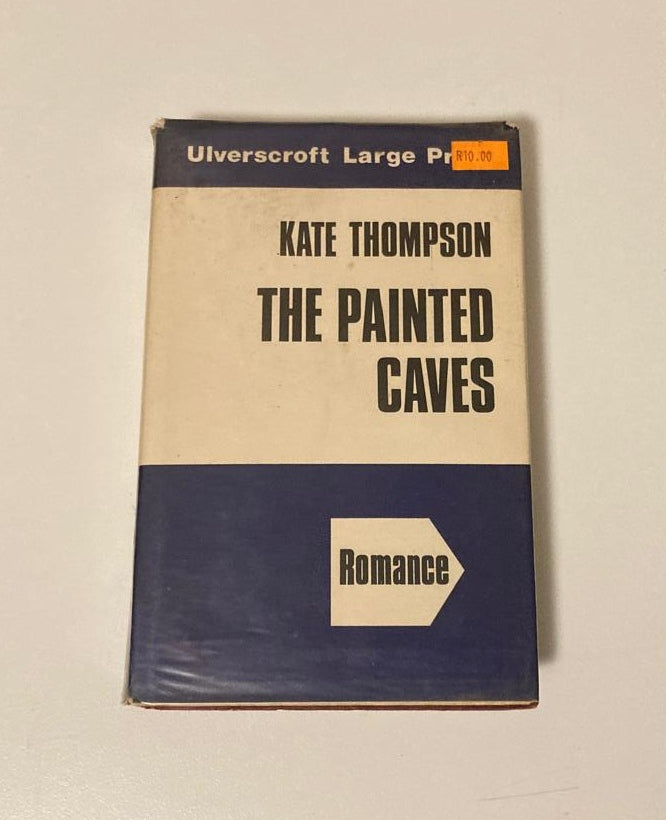 Ulverscroft Large Pr
R10.00
KATE THOMPSON
THE PAINTED
CAVES
Romance